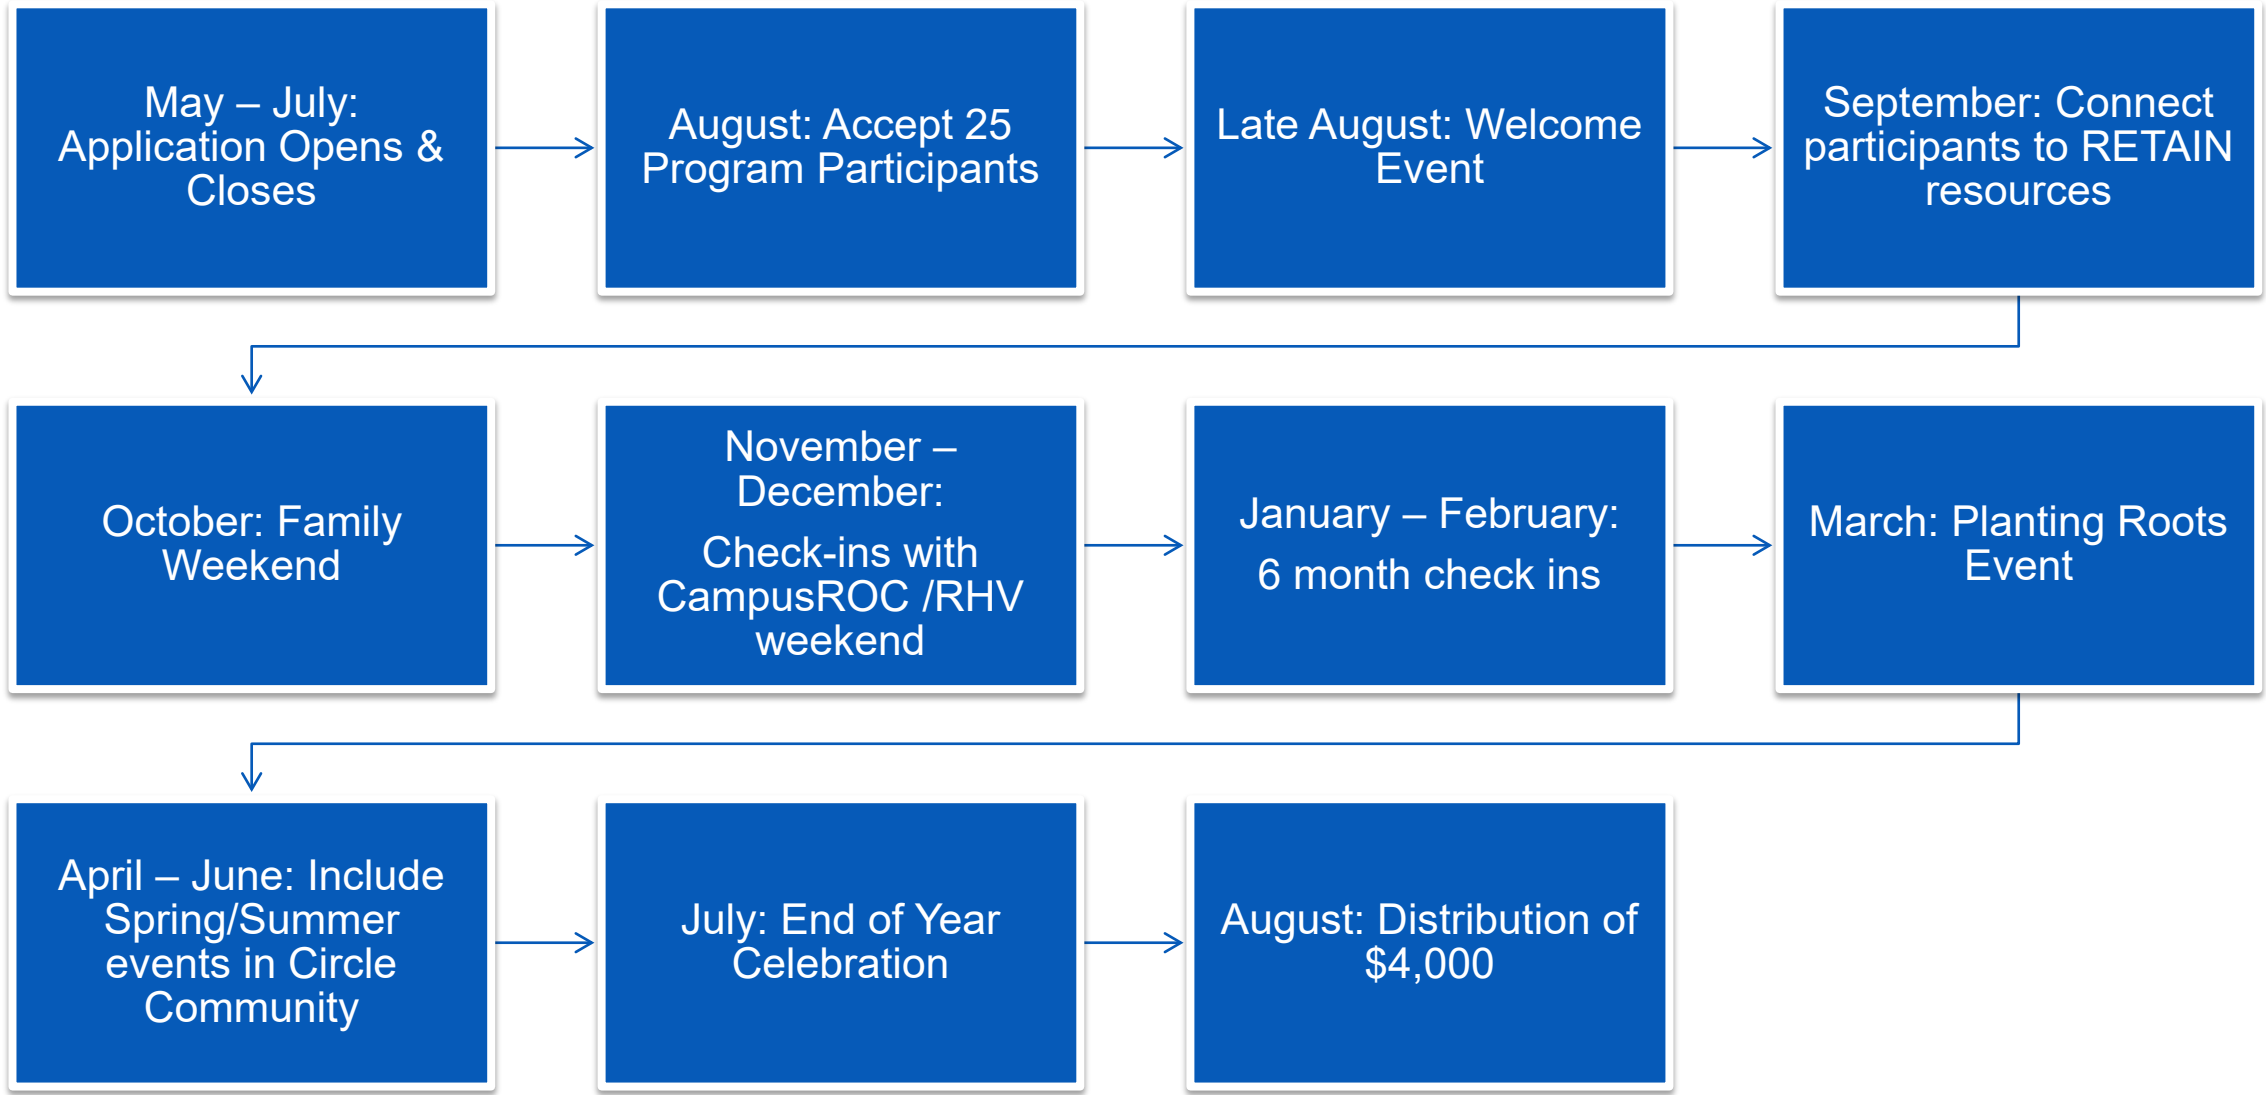 May – July:
Application Opens &
Closes
August: Accept 25
Program Participants
Late August: Welcome
Event
September: Connect
participants to RETAIN
resources
October: Family
Weekend
November –
December:
Check-ins with
CampusROC /RHV
weekend
January – February:
6 month check ins
March: Planting Roots
Event
April – June: Include
Spring/Summer
events in Circle
Community
July: End of Year
Celebration
August: Distribution of
$4,000